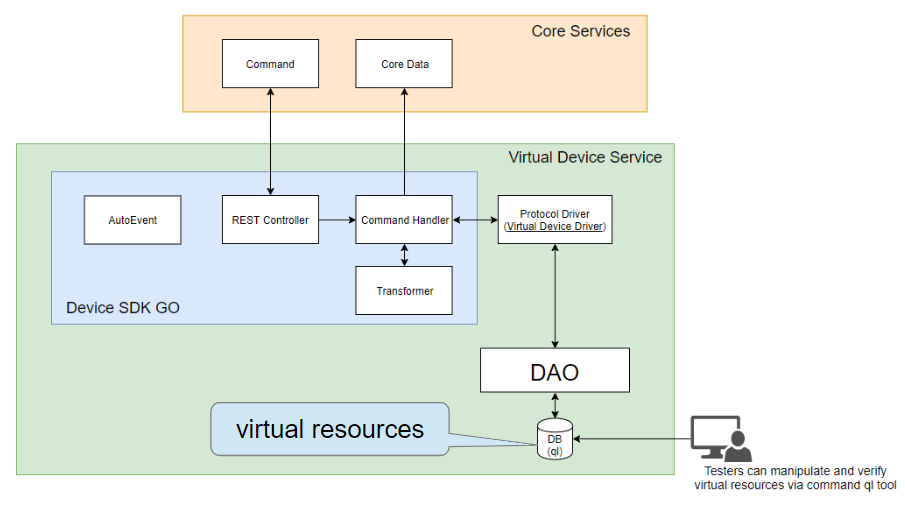 Core Services
Command
Core Data
Virtual Device Service
AutoEvent
REST Controller
Command Handler
Protocol Driver
(Virtual Device Driver)
Transformer
Device SDK GO
DAO
virtual resources
DB
(ql)
Testers can manipulate and verify
virtual resources via command ql tool